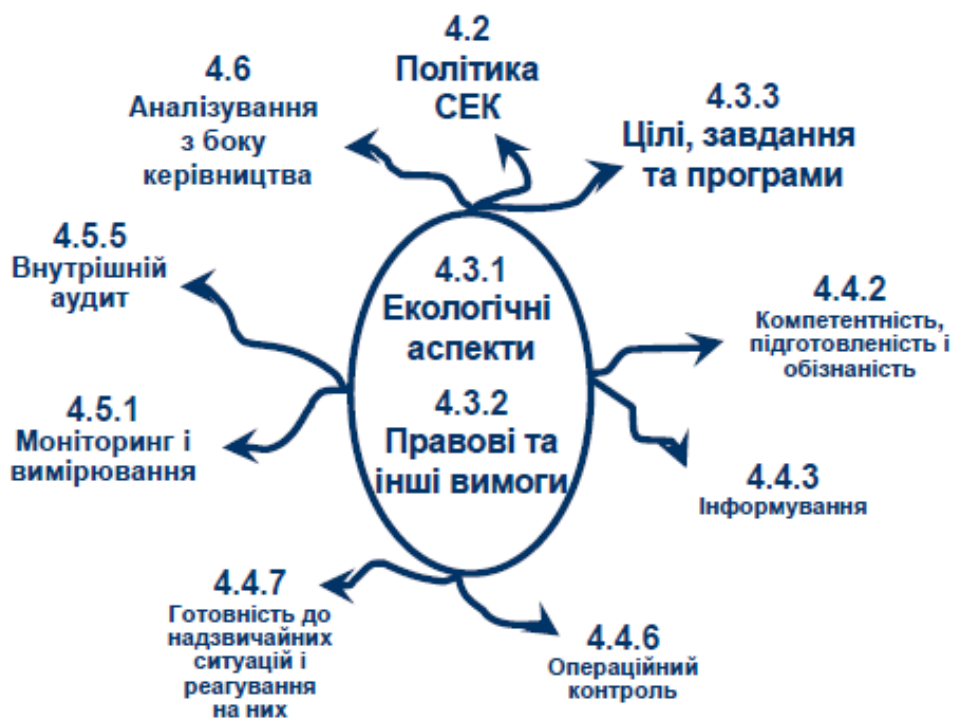 4.2
Політика
СЕК
4.6
Аналізування
з боку
керівництва
4.3.3
Цілі, завдання
та програми
4.5.5
Внутрішній
аудит
4.3.1
Екологічні
аспекти
4.3.2
Правові та
інші вимоги
4.4.2
Компетентність,
підготовленість і
обізнаність
4.5.1
Моніторинг і
вимірювання
4.4.3
Інформування
4.4.7
Готовність до
надзвичайних
ситуацій і
реагування
на них
4.4.6
Операційний
контроль